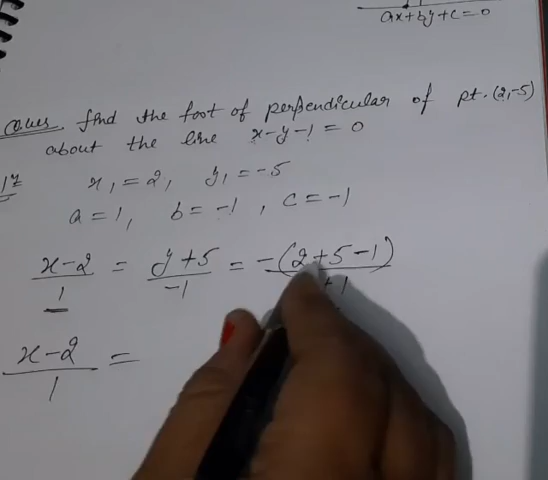 ax+by+c=0
Ques. find the foot of perpendicular of pt. (2,-5)
about the line x-y-1=0
x₁=2, y₁=-5
a=1, b=-1, c=-1
(x-2)/1 = (y+5)/-1 = -(2+5-1)/+1
(x-2)/1 =